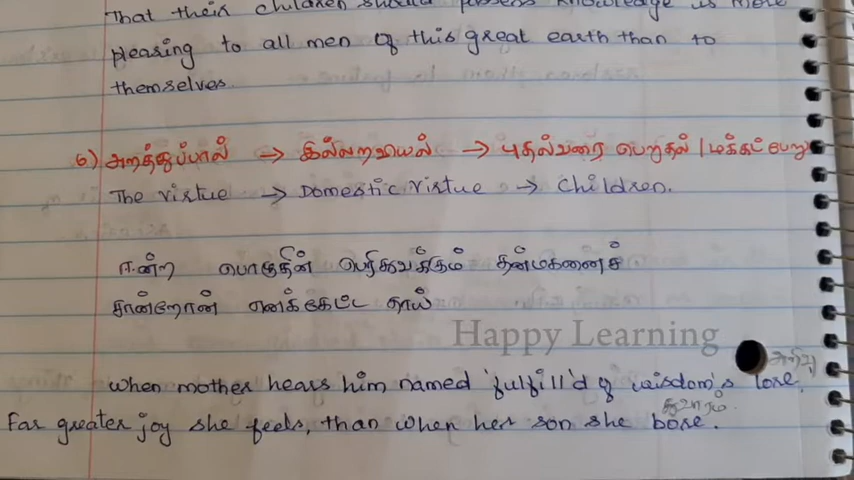 That their children should possess knowledge is more
pleasing to all men of this great earth than to
themselves.
6) அறத்துப்பால் → இல்லறவியல் → புதல்வரை பெறுதல் / மக்கட்பேறு
The virtue → Domestic virtue → Children.
ஈன்ற பொழுதின் பெரிதுவக்கும் தன்மகனைச்
சான்றோன் எனக்கேட்ட தாய்
Happy Learning
அறிவு
when mother hears him named 'fulfill'd of wisdom's lore,
Far greater joy she feels, than when her son she bore.